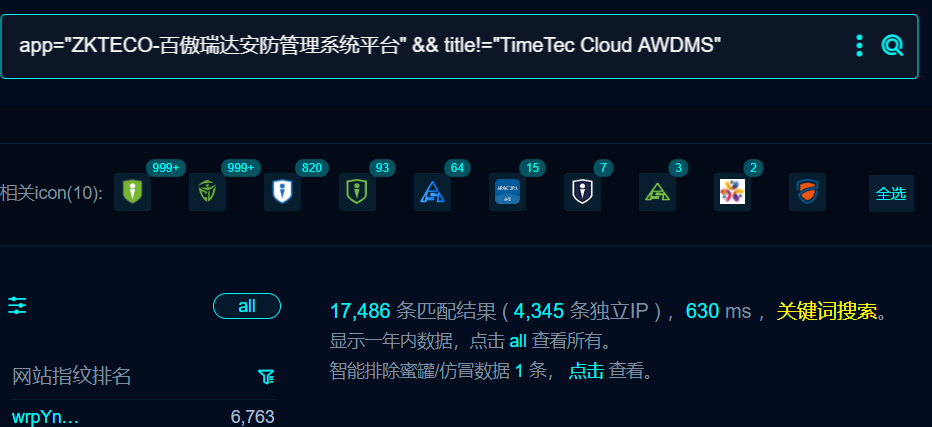 app="ZKTECO-百傲瑞达安防管理系统平台" && title!="TimeTec Cloud AWDMS"
999+ 999+ 820 93 64 15 7 3 2
相关icon(10): 全选
all
17,486 条匹配结果 ( 4,345 条独立IP ) ，630 ms ，关键词搜索。
显示一年内数据，点击 all 查看所有。
网站指纹排名
智能排除蜜罐/仿冒数据 1 条， 点击 查看。
wrpYn… 6,763